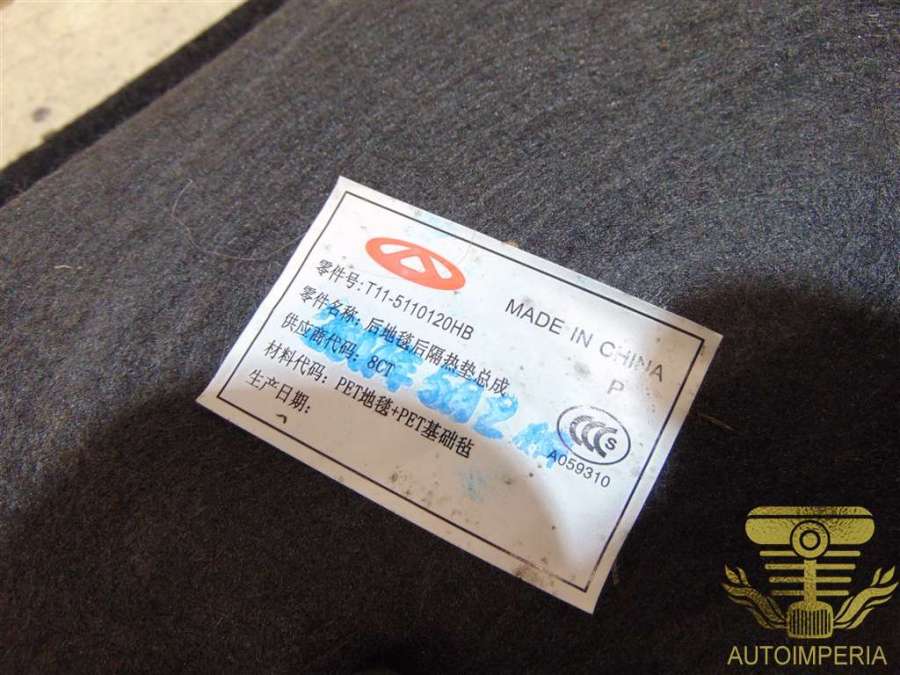 零件号:T11-5110120HB
零件名称: 后地毯后隔热垫总成
供应商代码: 8CT
材料代码: PET地毯+PET基础毡
生产日期:
MADE IN CHINA
P
CCC S
A059310
AUTOIMPERIA